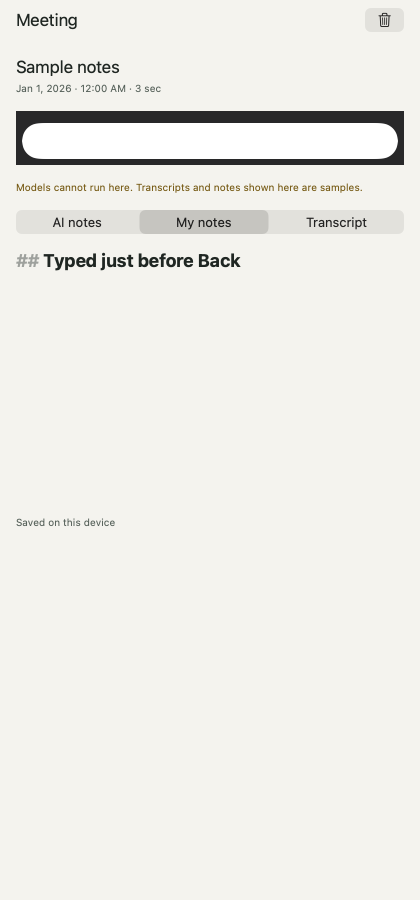 Meeting
Sample notes
Jan 1, 2026 · 12:00 AM · 3 sec
Models cannot run here. Transcripts and notes shown here are samples.
AI notes My notes Transcript
## Typed just before Back
Saved on this device